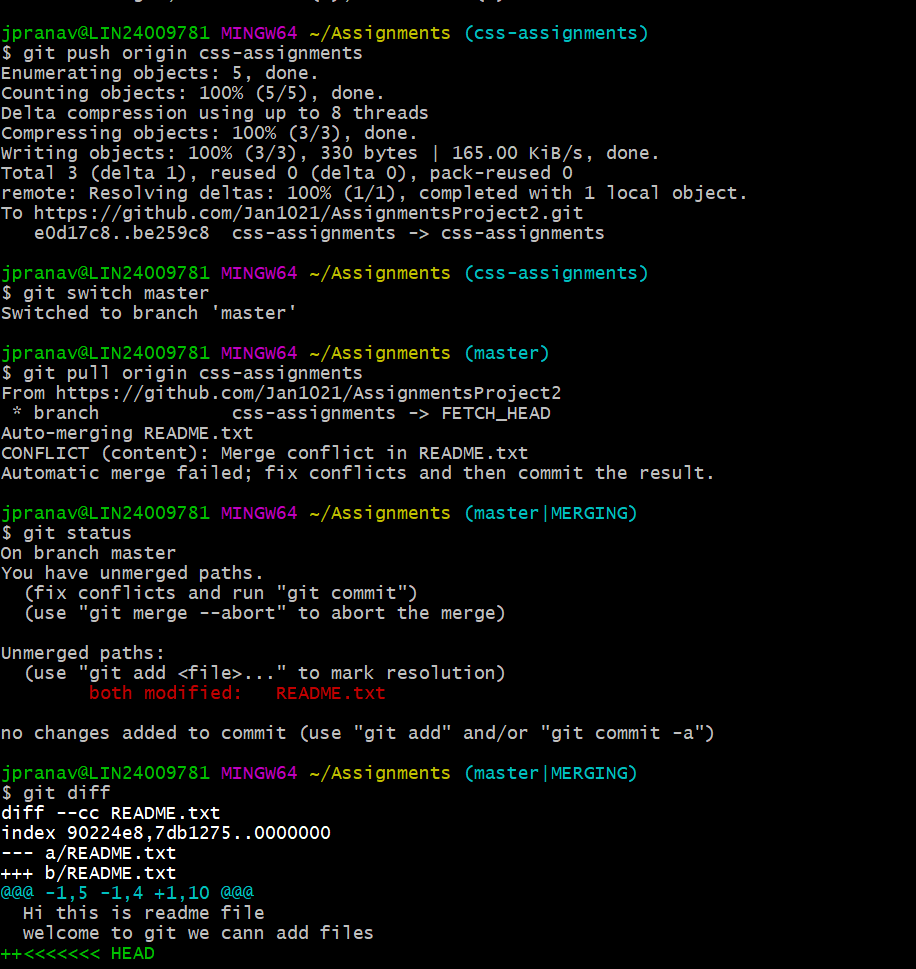 jpranav@LIN24009781 MINGW64 ~/Assignments (css-assignments)
$ git push origin css-assignments
Enumerating objects: 5, done.
Counting objects: 100% (5/5), done.
Delta compression using up to 8 threads
Compressing objects: 100% (3/3), done.
Writing objects: 100% (3/3), 330 bytes | 165.00 KiB/s, done.
Total 3 (delta 1), reused 0 (delta 0), pack-reused 0
remote: Resolving deltas: 100% (1/1), completed with 1 local object.
To https://github.com/Jan1021/AssignmentsProject2.git
   e0d17c8..be259c8  css-assignments -> css-assignments
jpranav@LIN24009781 MINGW64 ~/Assignments (css-assignments)
$ git switch master
Switched to branch 'master'
jpranav@LIN24009781 MINGW64 ~/Assignments (master)
$ git pull origin css-assignments
From https://github.com/Jan1021/AssignmentsProject2
 * branch            css-assignments -> FETCH_HEAD
Auto-merging README.txt
CONFLICT (content): Merge conflict in README.txt
Automatic merge failed; fix conflicts and then commit the result.
jpranav@LIN24009781 MINGW64 ~/Assignments (master|MERGING)
$ git status
On branch master
You have unmerged paths.
  (fix conflicts and run "git commit")
  (use "git merge --abort" to abort the merge)
Unmerged paths:
  (use "git add <file>..." to mark resolution)
        both modified:   README.txt
no changes added to commit (use "git add" and/or "git commit -a")
jpranav@LIN24009781 MINGW64 ~/Assignments (master|MERGING)
$ git diff
diff --cc README.txt
index 90224e8,7db1275..0000000
--- a/README.txt
+++ b/README.txt
@@@ -1,5 -1,4 +1,10 @@@
  Hi this is readme file
  welcome to git we cann add files
++<<<<<<< HEAD